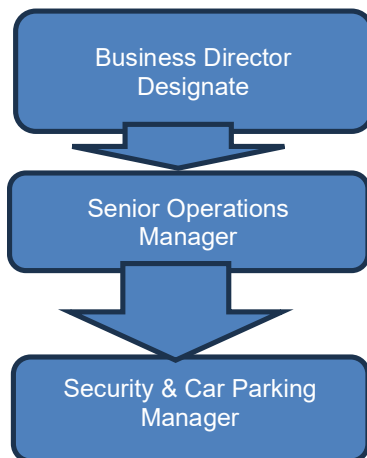 Business Director
Designate
Senior Operations
Manager
Security & Car Parking
Manager